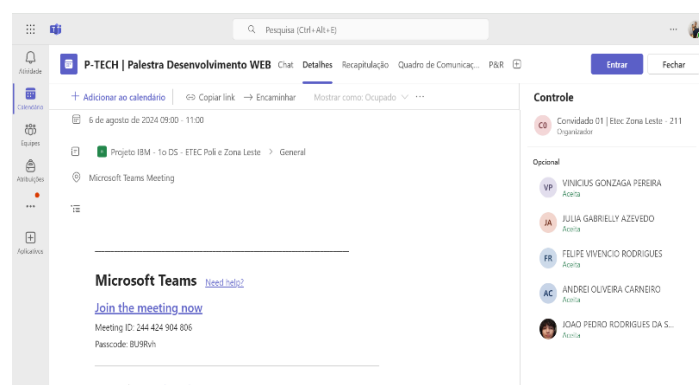 Pesquisa (Ctrl+Alt+E)
Atividade
Calendário
Equipes
Atribuições
Aplicativos
P-TECH | Palestra Desenvolvimento WEB
Chat
Detalhes
Recapitulação
Quadro de Comunicaç...
P&R
Entrar
Fechar
Adicionar ao calendário
Copiar link
Encaminhar
Mostrar como: Ocupado
6 de agosto de 2024 09:00 - 11:00
Projeto IBM - 1o DS - ETEC Poli e Zona Leste > General
Microsoft Teams Meeting
Microsoft Teams Need help?
Join the meeting now
Meeting ID: 244 424 904 806
Passcode: BU9Rvh
Controle
C0
Convidado 01 | Etec Zona Leste - 211
Organizador
Opcional
VP
VINICIUS GONZAGA PEREIRA
Aceita
JA
JULIA GABRIELLY AZEVEDO
Aceita
FR
FELIPE VIVENCIO RODRIGUES
Aceita
AC
ANDREI OLIVEIRA CARNEIRO
Aceita
JOAO PEDRO RODRIGUES DA S...
Aceita